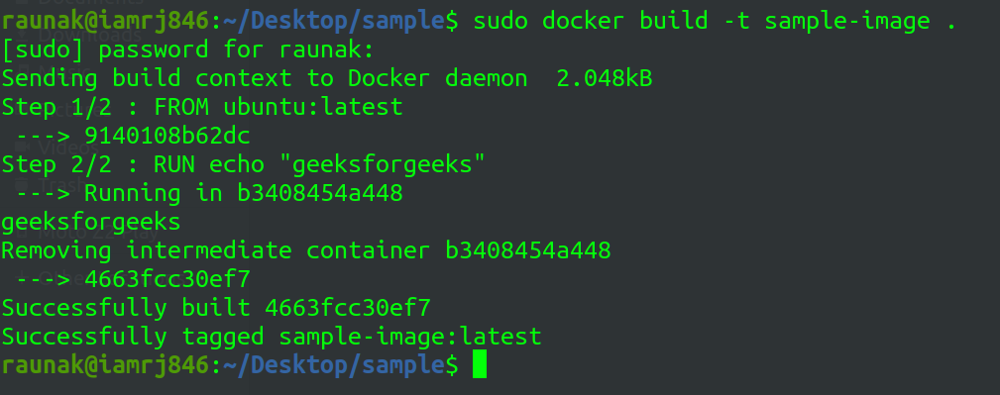 raunak@iamrj846:~/Desktop/sample$ sudo docker build -t sample-image .
[sudo] password for raunak:
Sending build context to Docker daemon  2.048kB
Step 1/2 : FROM ubuntu:latest
 ---> 9140108b62dc
Step 2/2 : RUN echo "geeksforgeeks"
 ---> Running in b3408454a448
geeksforgeeks
Removing intermediate container b3408454a448
 ---> 4663fcc30ef7
Successfully built 4663fcc30ef7
Successfully tagged sample-image:latest
raunak@iamrj846:~/Desktop/sample$